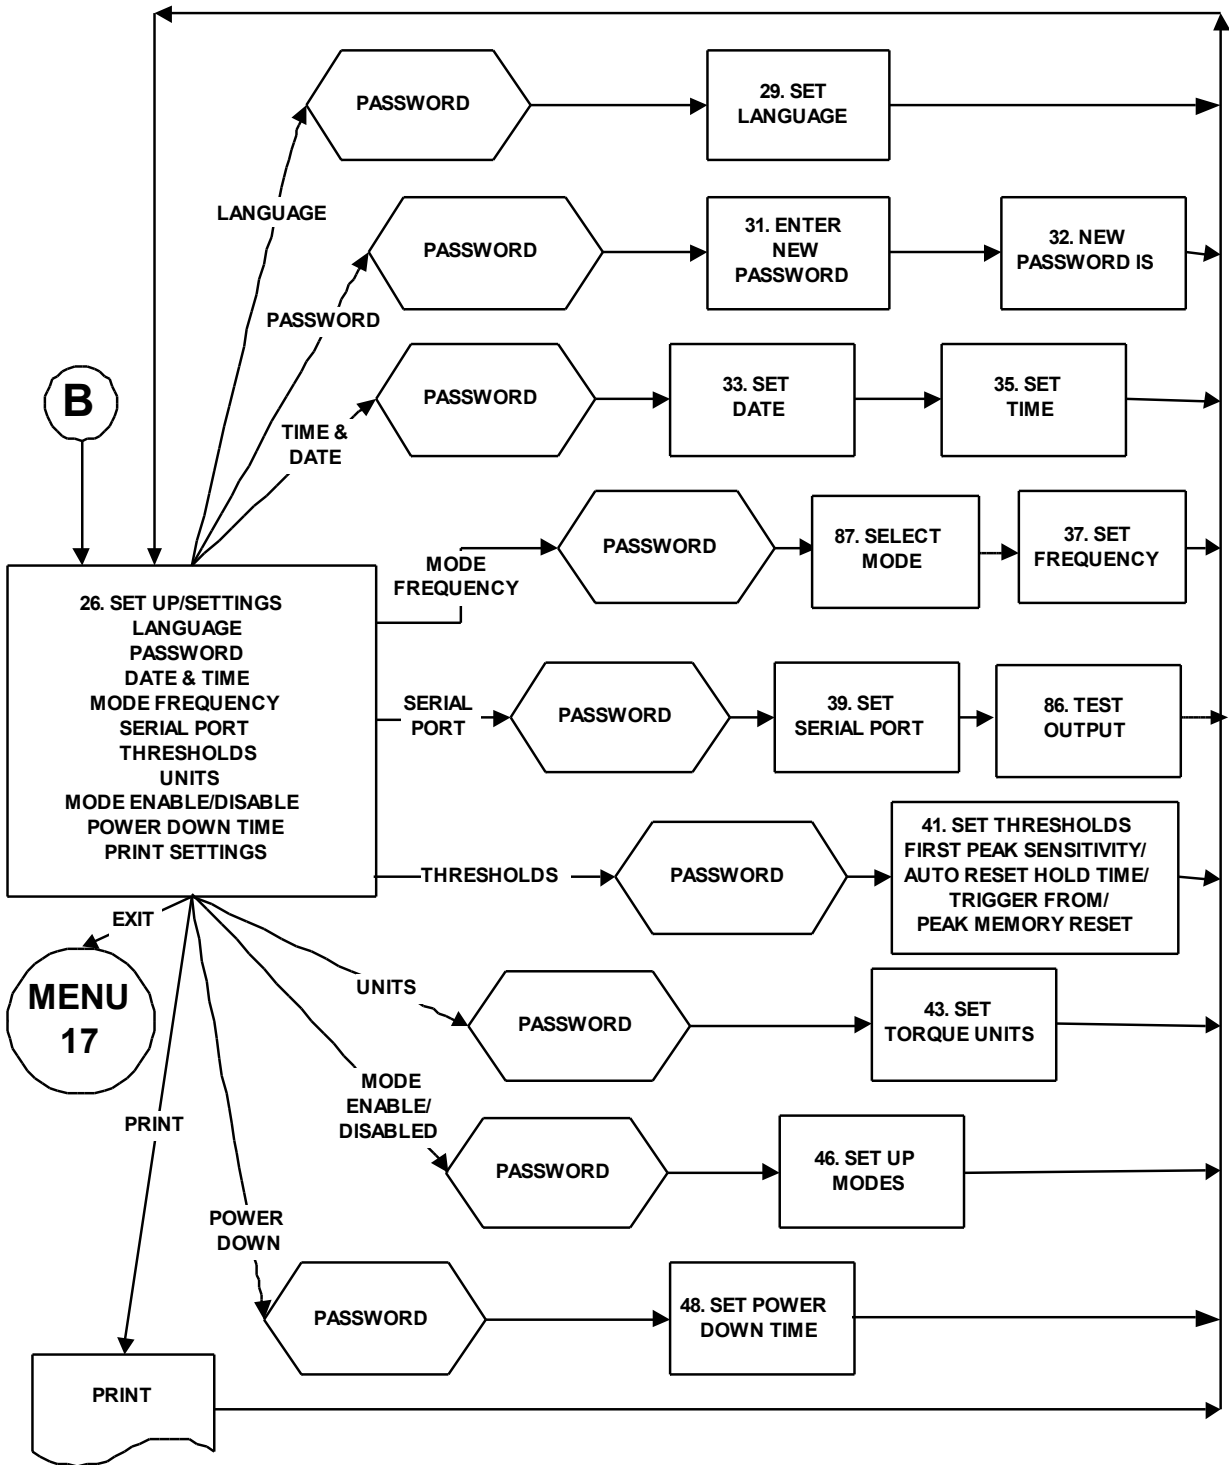 PASSWORD
29. SET
LANGUAGE
LANGUAGE
PASSWORD
31. ENTER
NEW
PASSWORD
32. NEW
PASSWORD IS
PASSWORD
B
TIME &
DATE
PASSWORD
33. SET
DATE
35. SET
TIME
MODE
FREQUENCY
PASSWORD
87. SELECT
MODE
37. SET
FREQUENCY
26. SET UP/SETTINGS
LANGUAGE
PASSWORD
DATE & TIME
MODE FREQUENCY
SERIAL PORT
THRESHOLDS
UNITS
MODE ENABLE/DISABLE
POWER DOWN TIME
PRINT SETTINGS
SERIAL
PORT
PASSWORD
39. SET
SERIAL PORT
86. TEST
OUTPUT
THRESHOLDS
PASSWORD
41. SET THRESHOLDS
FIRST PEAK SENSITIVITY/
AUTO RESET HOLD TIME/
TRIGGER FROM/
PEAK MEMORY RESET
EXIT
MENU
17
UNITS
PASSWORD
43. SET
TORQUE UNITS
MODE
ENABLE/
DISABLED
PASSWORD
46. SET UP
MODES
PRINT
POWER
DOWN
PASSWORD
48. SET POWER
DOWN TIME
PRINT